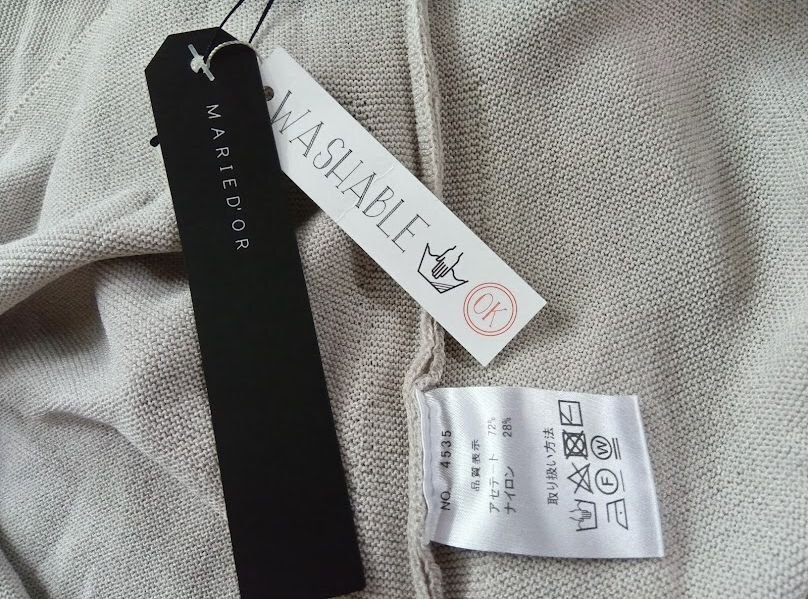 MARIED'OR
WASHABLE
OK
NO. 4535
品質表示
アセテート 72%
ナイロン 28%
取り扱い方法
F W